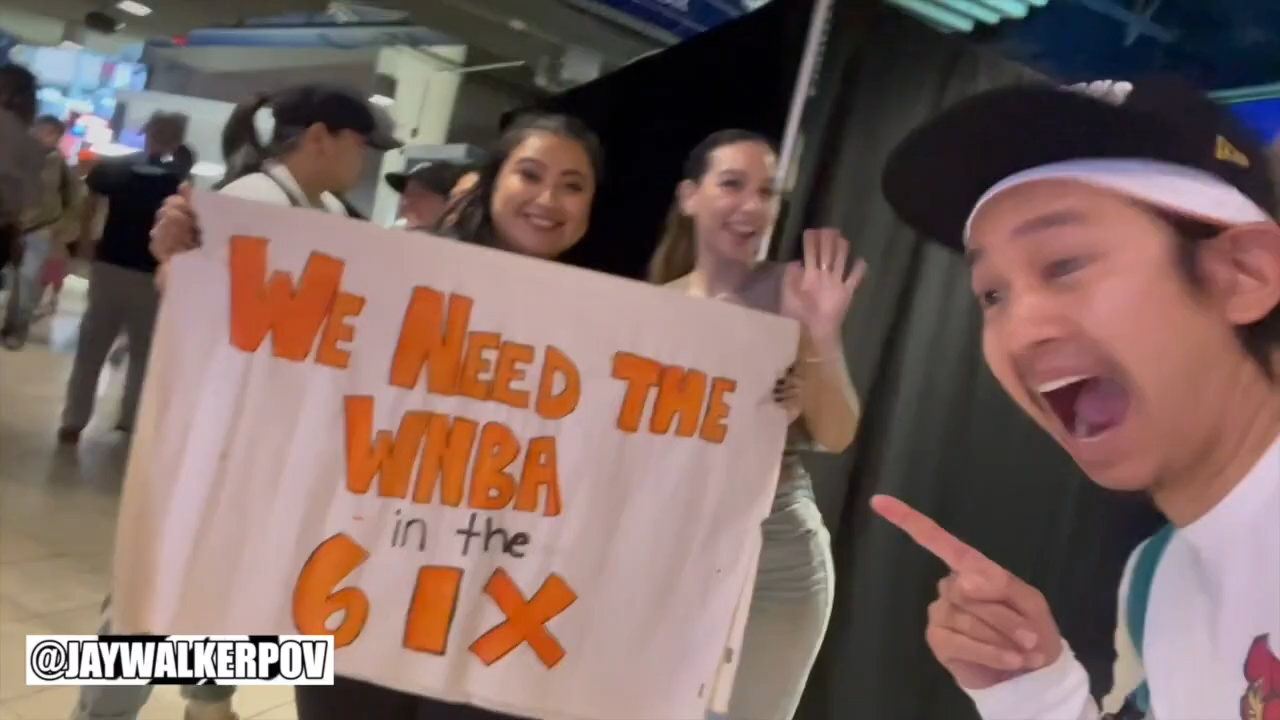 WE NEED THE
WNBA
in the
6IX
@JAYWALKERPOV